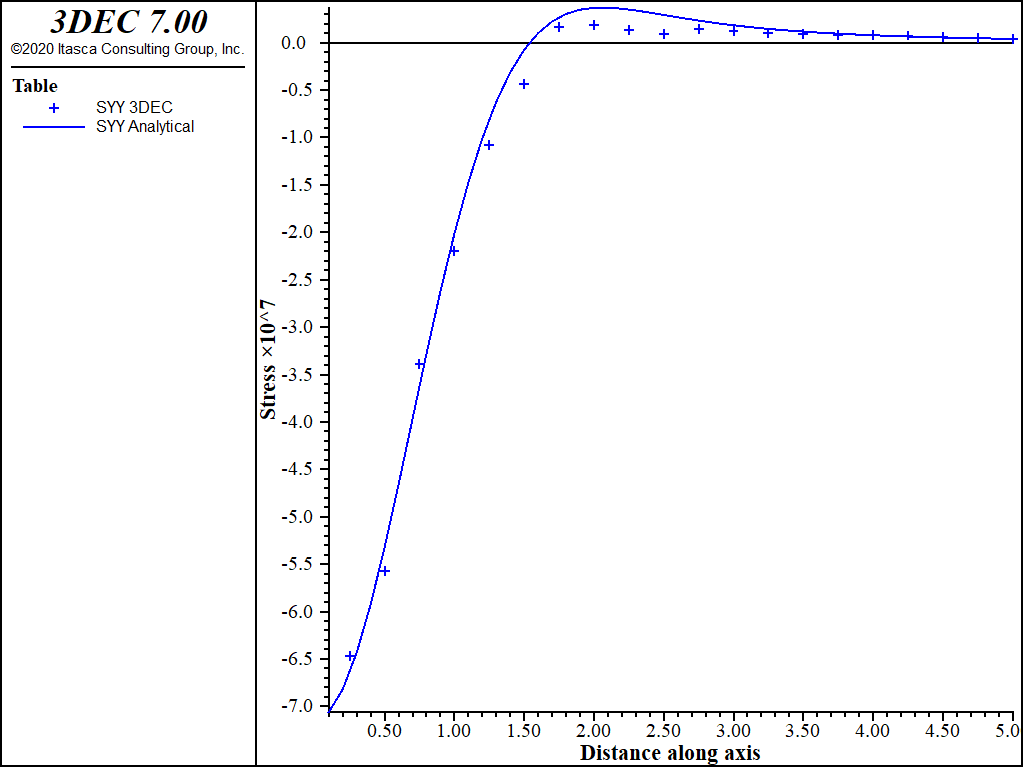 3DEC 7.00
©2020 Itasca Consulting Group, Inc.
Table
SYY 3DEC
SYY Analytical
Stress ×10^7
0.0
-0.5
-1.0
-1.5
-2.0
-2.5
-3.0
-3.5
-4.0
-4.5
-5.0
-5.5
-6.0
-6.5
-7.0
0.50 1.00 1.50 2.00 2.50 3.00 3.50 4.00 4.50 5.0
Distance along axis